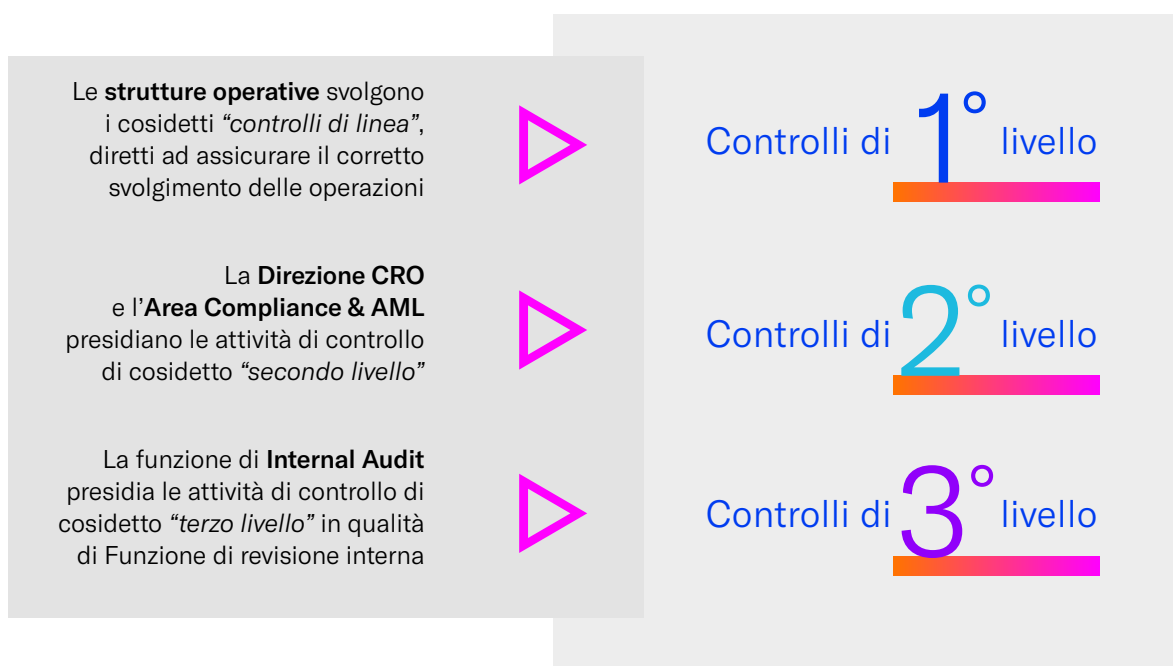 Le strutture operative svolgono
i cosidetti “controlli di linea”,
diretti ad assicurare il corretto
svolgimento delle operazioni
Controlli di 1° livello
La Direzione CRO
e l’Area Compliance & AML
presidiano le attività di controllo
di cosidetto “secondo livello”
Controlli di 2° livello
La funzione di Internal Audit
presidia le attività di controllo di
cosidetto “terzo livello” in qualità
di Funzione di revisione interna
Controlli di 3° livello